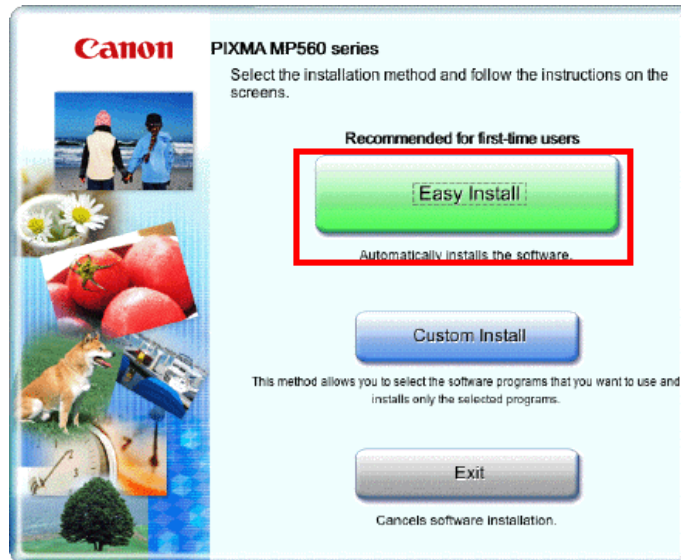 Canon
PIXMA MP560 series
Select the installation method and follow the instructions on the
screens.
Recommended for first-time users
Easy Install
Automatically installs the software.
Custom Install
This method allows you to select the software programs that you want to use and
installs only the selected programs.
Exit
Cancels software installation.